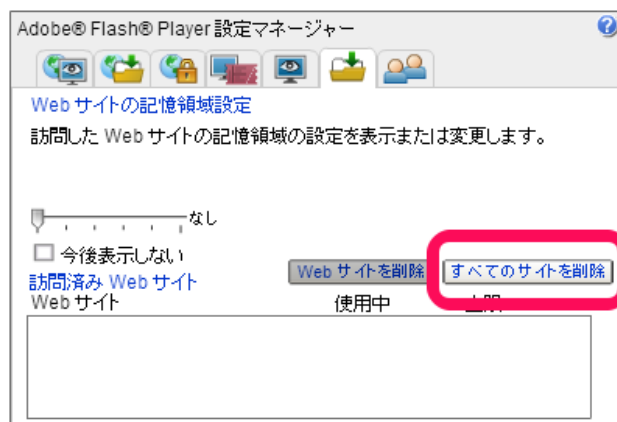 Adobe® Flash® Player 設定マネージャー
Web サイトの記憶領域設定
訪問した Web サイトの記憶領域の設定を表示または変更します。
なし
今後表示しない
Web サイトを削除 すべてのサイトを削除
訪問済み Web サイト
Web サイト 使用中